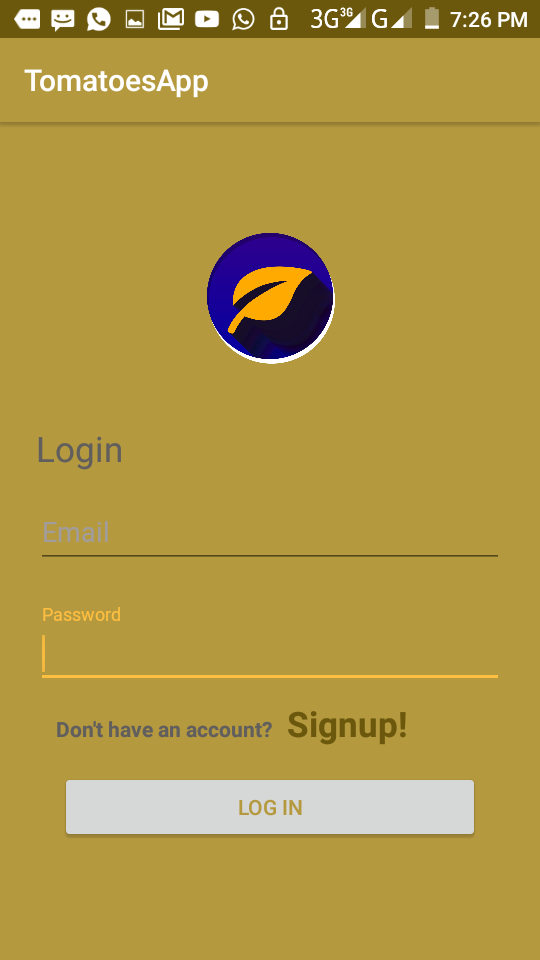 3G 3G G 7:26 PM
TomatoesApp
Login
Email
Password
Don't have an account? Signup!
LOG IN